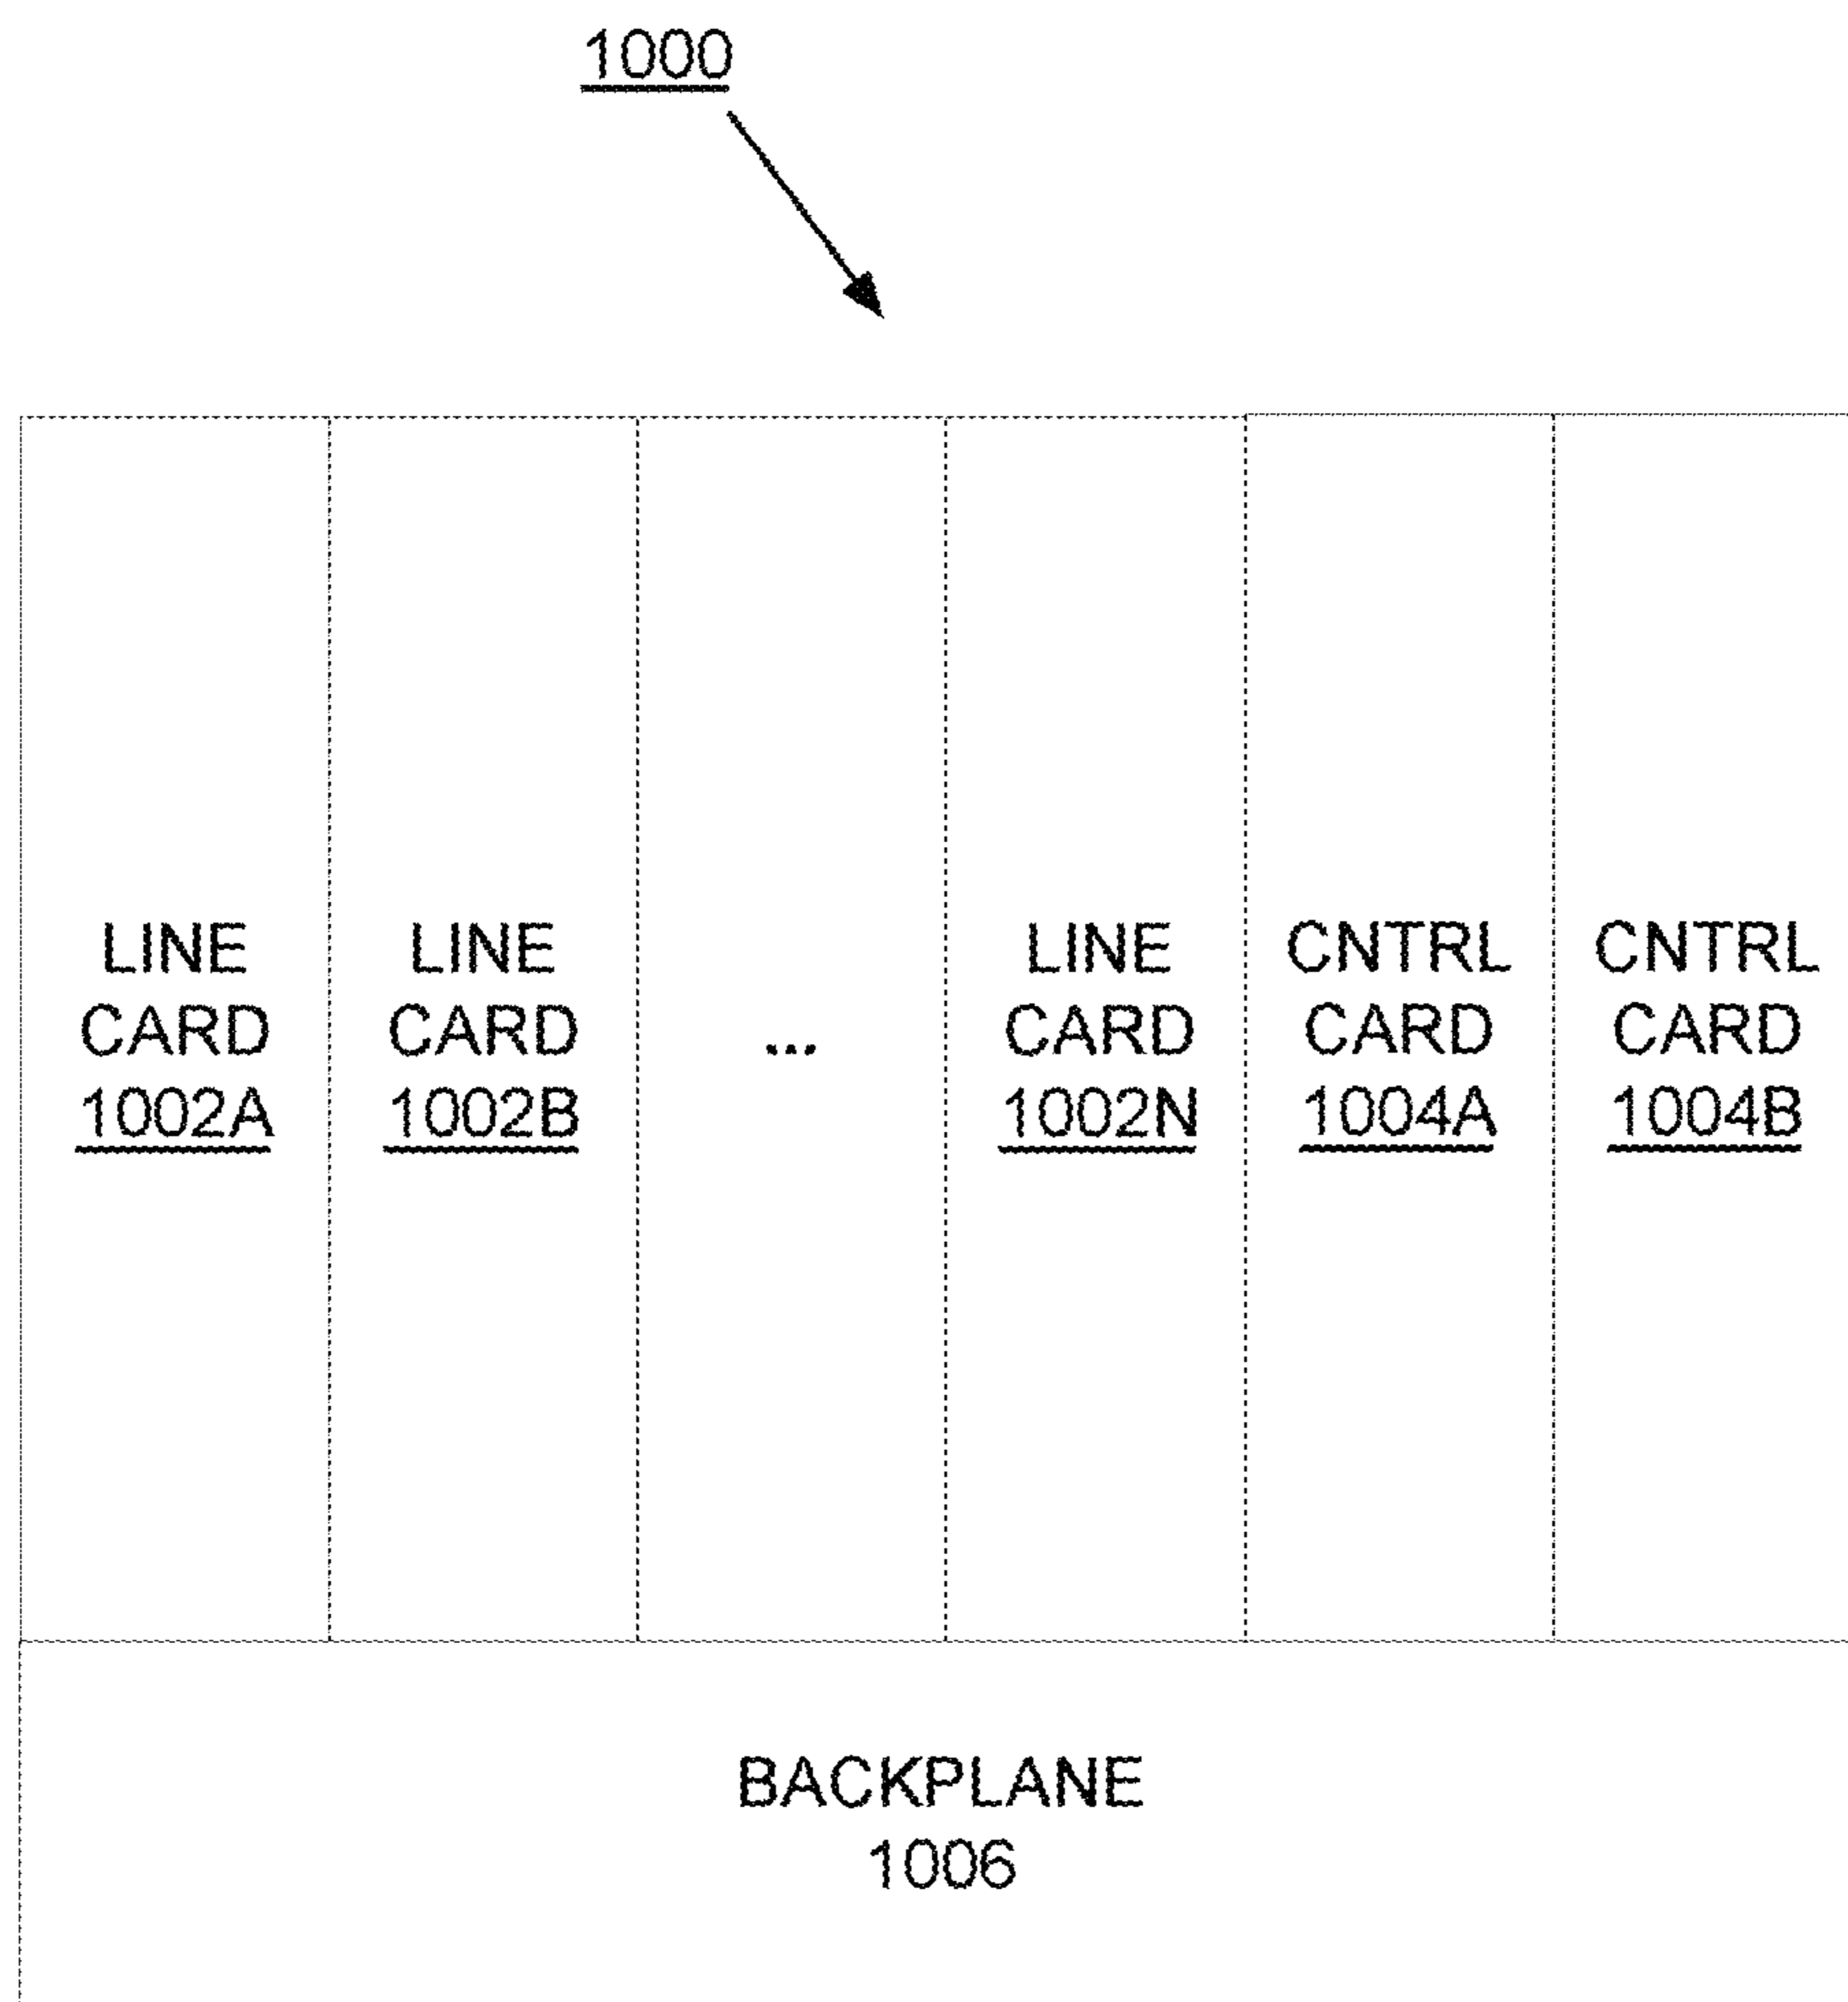 1000
LINE CARD 1002A
LINE CARD 1002B
...
LINE CARD 1002N
CNTRL CARD 1004A
CNTRL CARD 1004B
BACKPLANE
1006